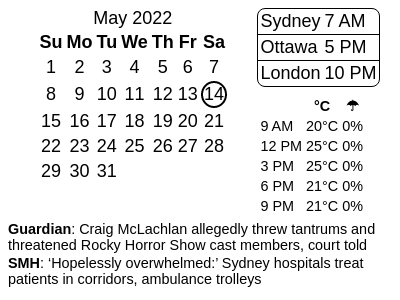 May 2022
Su Mo Tu We Th Fr Sa
1 2 3 4 5 6 7
8 9 10 11 12 13 14
15 16 17 18 19 20 21
22 23 24 25 26 27 28
29 30 31
Sydney 7 AM
Ottawa 5 PM
London 10 PM
°C ☂
9 AM 20°C 0%
12 PM 25°C 0%
3 PM 25°C 0%
6 PM 21°C 0%
9 PM 21°C 0%
Guardian: Craig McLachlan allegedly threw tantrums and
threatened Rocky Horror Show cast members, court told
SMH: ‘Hopelessly overwhelmed:’ Sydney hospitals treat
patients in corridors, ambulance trolleys